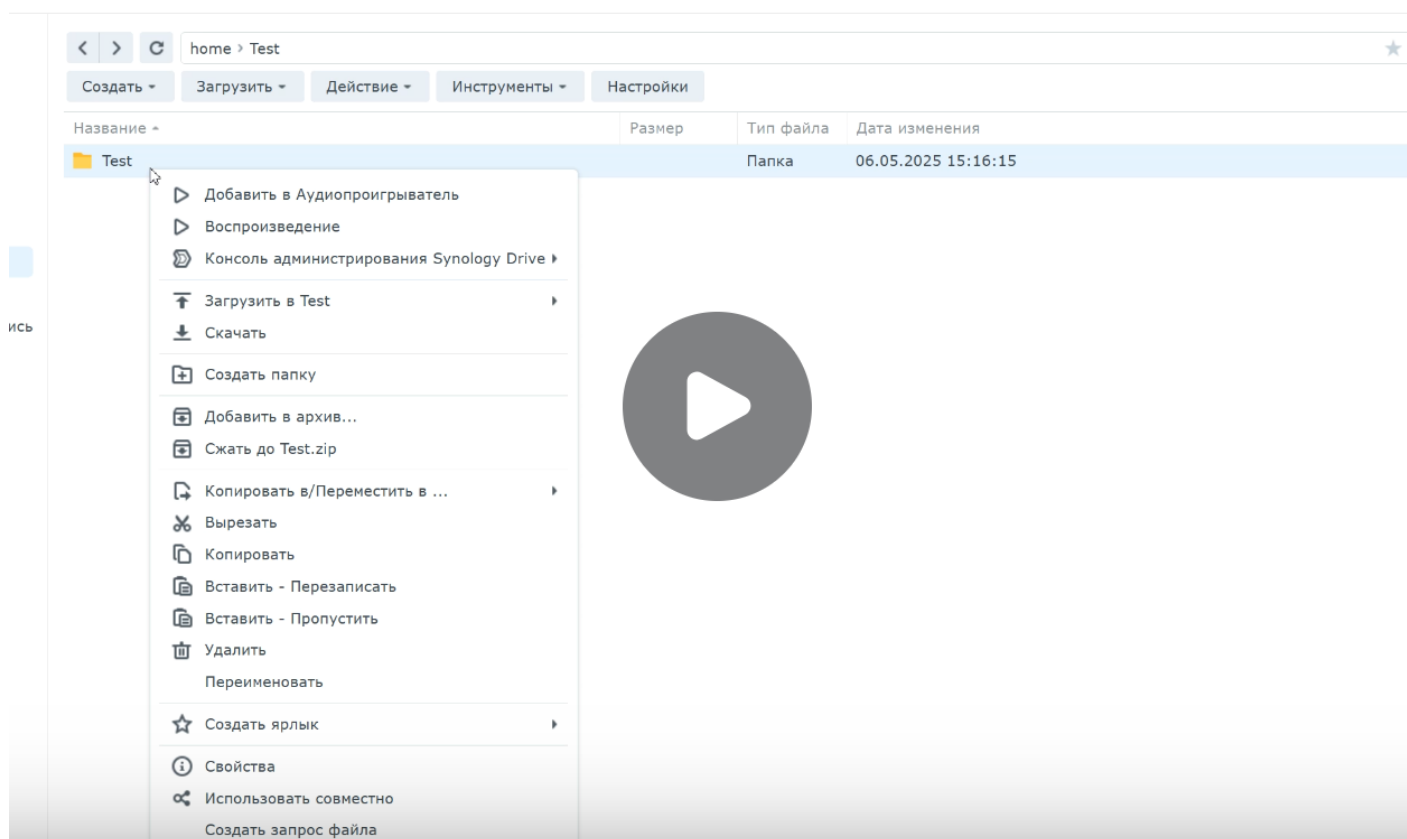 home › Test
Создать Загрузить Действие Инструменты Настройки
Название Размер Тип файла Дата изменения
Test Папка 06.05.2025 15:16:15
Добавить в Аудиопроигрыватель
Воспроизведение
Консоль администрирования Synology Drive
Загрузить в Test
ись
Скачать
Создать папку
Добавить в архив...
Сжать до Test.zip
Копировать в/Переместить в ...
Вырезать
Копировать
Вставить - Перезаписать
Вставить - Пропустить
Удалить
Переименовать
Создать ярлык
Свойства
Использовать совместно
Создать запрос файла